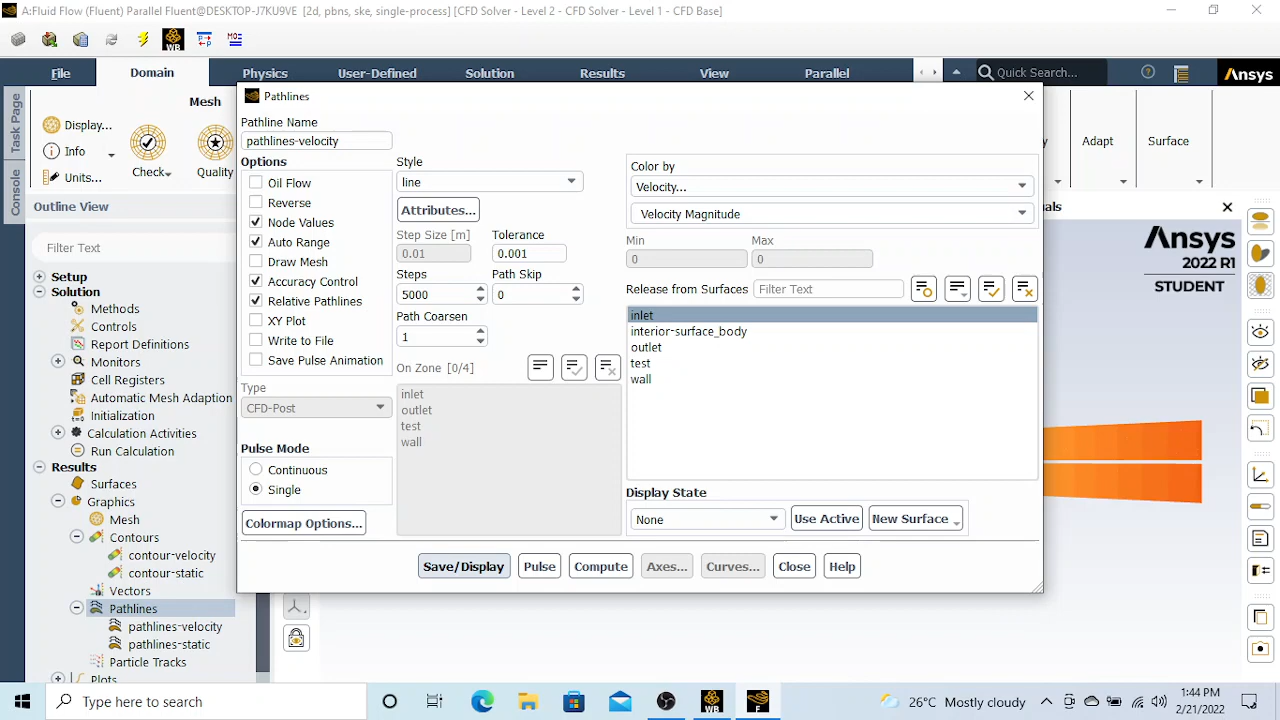 A:Fluid Flow (Fluent) Parallel Fluent@DESKTOP-J7KU9VE [2d, pbns, ske, single-process] [CFD Solver - Level 2 - CFD Solver - Level 1 - CFD Base]
WB
MO
File
Domain
Physics
User-Defined
Solution
Results
View
Parallel
Quick Search...
Ansys
Task Page
Console
Mesh
Display...
Info
Units...
Check
Quality
Adapt
Surface
Outline View
Filter Text
Setup
Solution
Methods
Controls
Report Definitions
Monitors
Cell Registers
Automatic Mesh Adaption
Initialization
Calculation Activities
Run Calculation
Results
Surfaces
Graphics
Mesh
Contours
contour-velocity
contour-static
Vectors
Pathlines
pathlines-velocity
pathlines-static
Particle Tracks
Plots
Pathlines
Pathline Name
pathlines-velocity
Options
Oil Flow
Reverse
Node Values
Auto Range
Draw Mesh
Accuracy Control
Relative Pathlines
XY Plot
Write to File
Save Pulse Animation
Type
CFD-Post
Pulse Mode
Continuous
Single
Colormap Options...
Style
line
Attributes...
Step Size [m]
0.01
Tolerance
0.001
Steps
5000
Path Skip
0
Path Coarsen
1
On Zone [0/4]
inlet
outlet
test
wall
Color by
Velocity...
Velocity Magnitude
Min
0
Max
0
Release from Surfaces
Filter Text
inlet
interior-surface_body
outlet
test
wall
Display State
None
Use Active
New Surface
Save/Display
Pulse
Compute
Axes...
Curves...
Close
Help
Ansys
2022 R1
STUDENT
Type here to search
WB
F
26°C Mostly cloudy
1:44 PM
2/21/2022